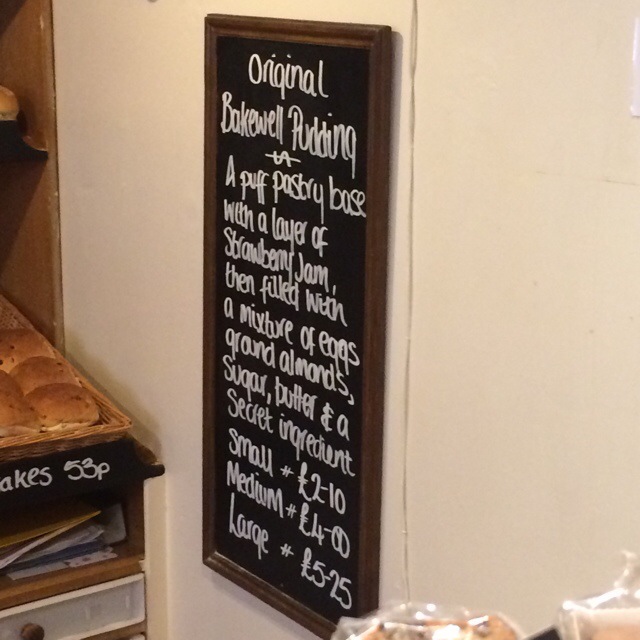 Original
Bakewell Pudding
A puff pastry base
with a layer of
Strawberry Jam,
then filled with
a mixture of eggs
ground almonds,
Sugar, butter & a
Secret ingredient
Small # £2-10
Medium # £4-00
Large # £5-25
akes 53p